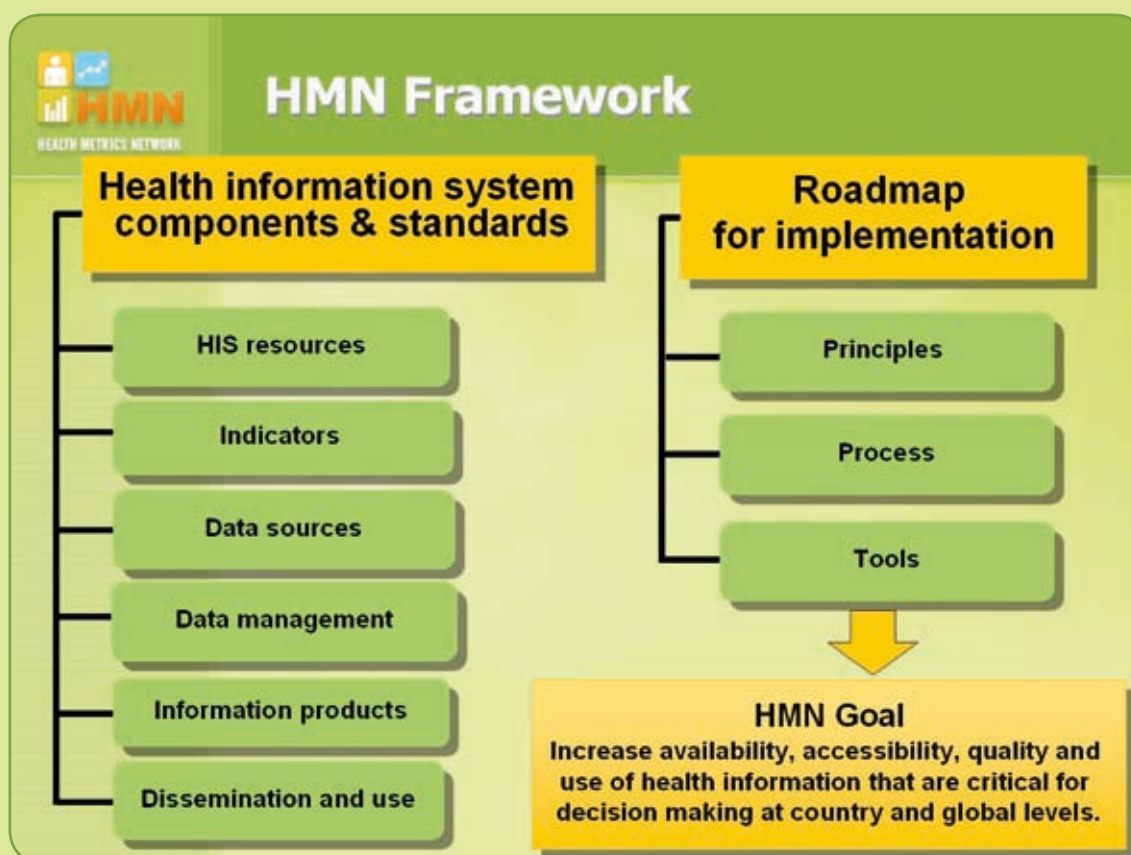 HMN
HEALTH METRICS NETWORK
HMN Framework
Health information system
components & standards
HIS resources
Indicators
Data sources
Data management
Information products
Dissemination and use
Roadmap
for implementation
Principles
Process
Tools
HMN Goal
Increase availability, accessibility, quality and
use of health information that are critical for
decision making at country and global levels.